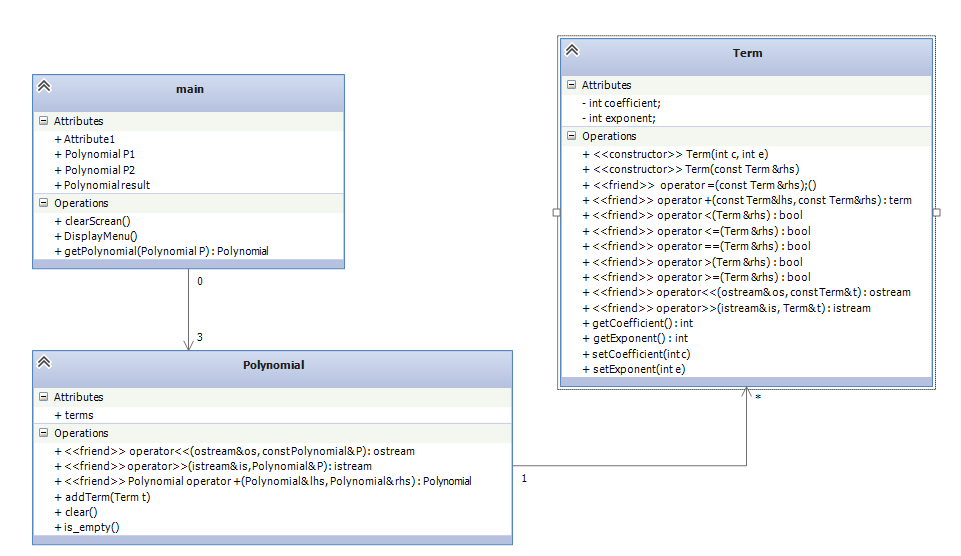 main
Attributes
+ Attribute1
+ Polynomial P1
+ Polynomial P2
+ Polynomial result
Operations
+ clearScrean()
+ DisplayMenu()
+ getPolynomial(Polynomial P) : Polynomial
0
3
Polynomial
Attributes
+ terms
Operations
+ <<friend>> operator<<(ostream&os, constPolynomial&P): ostream
+ <<friend>> operator>>(istream&is,Polynomial&P): istream
+ <<friend>> Polynomial operator +(Polynomial&lhs, Polynomial&rhs) : Polynomial
+ addTerm(Term t)
+ clear()
+ is_empty()
1
*
Term
Attributes
- int coefficient;
- int exponent;
Operations
+ <<constructor>> Term(int c, int e)
+ <<constructor>> Term(const Term &rhs)
+ <<friend>> operator =(const Term &rhs);()
+ <<friend>> operator +(const Term&lhs, const Term&rhs) : term
+ <<friend>> operator <(Term &rhs) : bool
+ <<friend>> operator <=(Term &rhs) : bool
+ <<friend>> operator ==(Term &rhs) : bool
+ <<friend>> operator >(Term &rhs) : bool
+ <<friend>> operator >=(Term &rhs) : bool
+ <<friend>> operator<<(ostream&os, constTerm&t) : ostream
+ <<friend>> operator>>(istream&is, Term&t) : istream
+ getCoefficient() : int
+ getExponent() : int
+ setCoefficient(int c)
+ setExponent(int e)